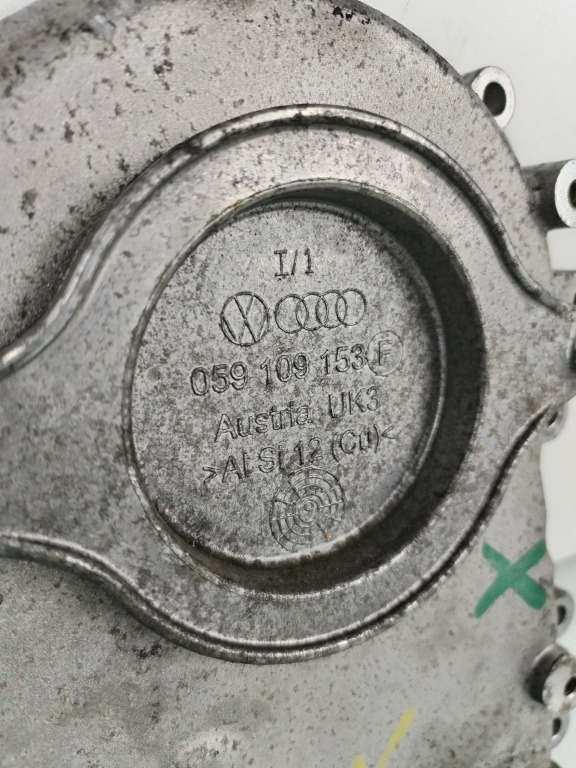 I/1
059 109 153 F
Austria UK3
>Al Si 12 (Cu)<